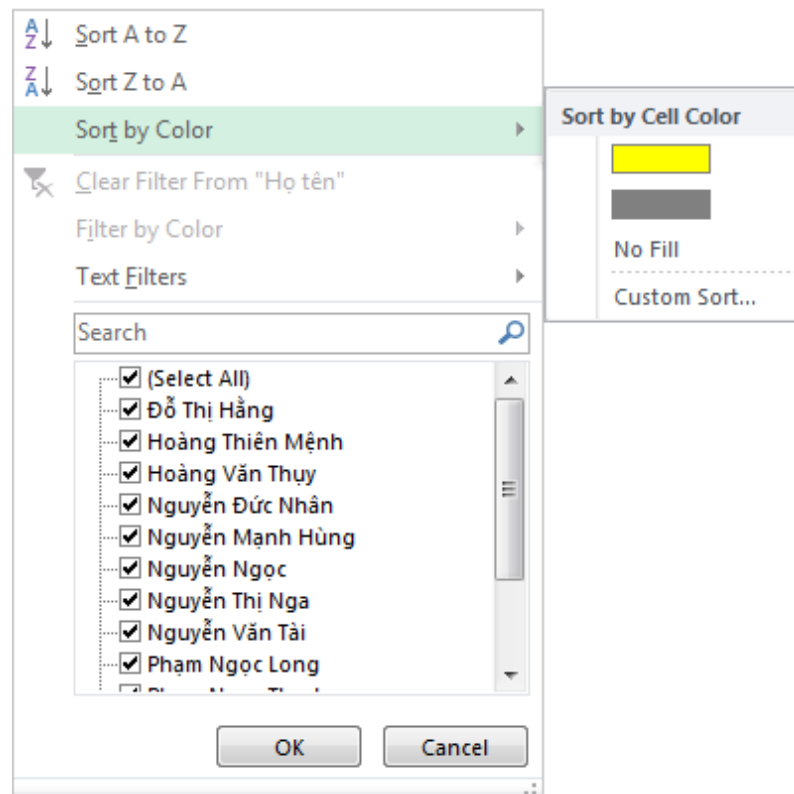 Sort A to Z
Sort Z to A
Sort by Color
Clear Filter From "Họ tên"
Filter by Color
Text Filters
Search
(Select All)
Đỗ Thị Hằng
Hoàng Thiên Mệnh
Hoàng Văn Thụy
Nguyễn Đức Nhân
Nguyễn Mạnh Hùng
Nguyễn Ngọc
Nguyễn Thị Nga
Nguyễn Văn Tài
Phạm Ngọc Long
OK Cancel
Sort by Cell Color
No Fill
Custom Sort...